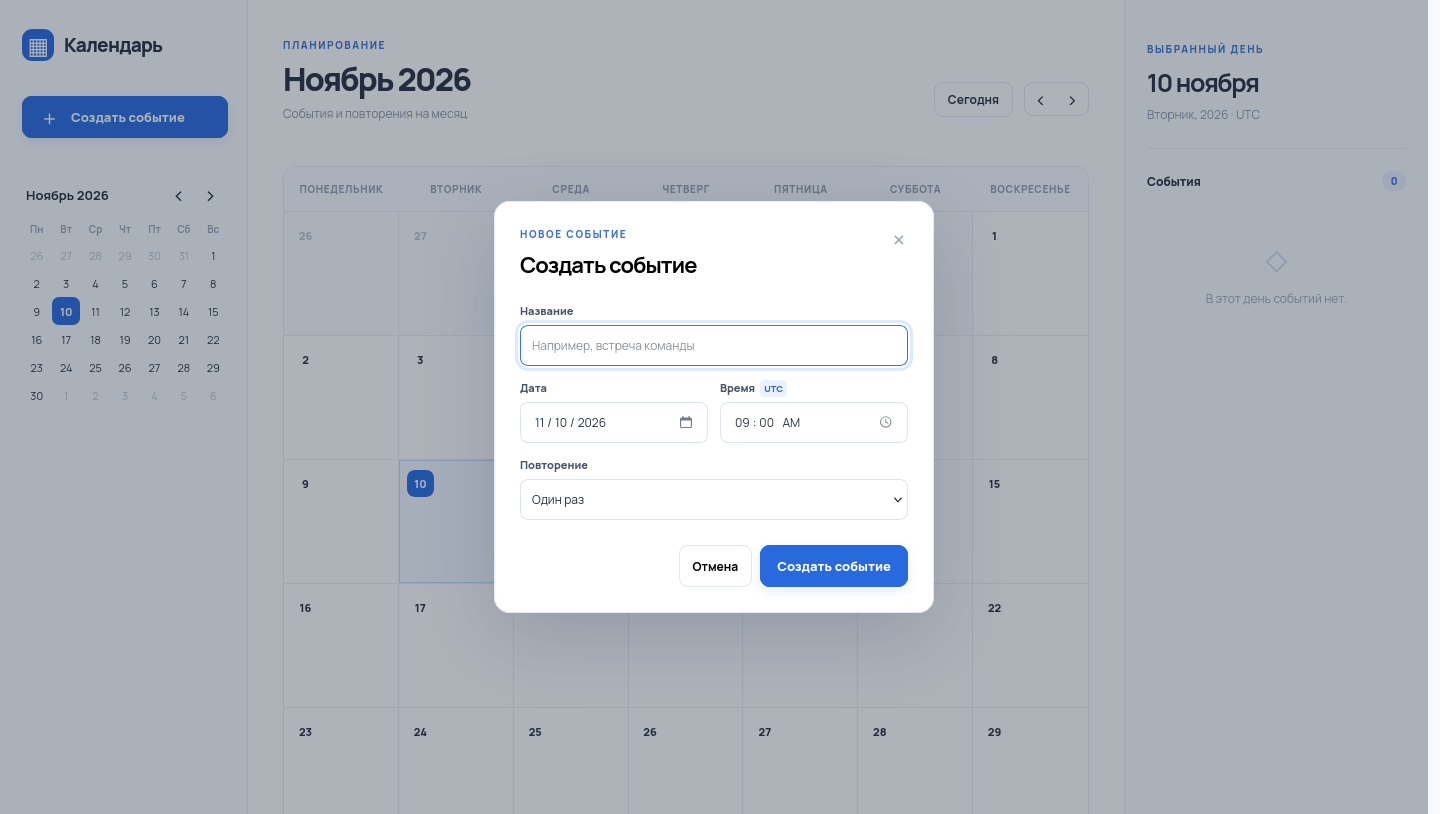 Календарь
Создать событие
Ноябрь 2026
Пн Вт Ср Чт Пт Сб Вс
26 27 28 29 30 31 1
2 3 4 5 6 7 8
9 10 11 12 13 14 15
16 17 18 19 20 21 22
23 24 25 26 27 28 29
30 1 2 3 4 5 6
ПЛАНИРОВАНИЕ
Ноябрь 2026
События и повторения на месяц
Сегодня
ПОНЕДЕЛЬНИК ВТОРНИК СРЕДА ЧЕТВЕРГ ПЯТНИЦА СУББОТА ВОСКРЕСЕНЬЕ
26 27 1
2 3 8
9 10 15
16 17 22
23 24 25 26 27 28 29
НОВОЕ СОБЫТИЕ
Создать событие
Название
Например, встреча команды
Дата
11 / 10 / 2026
Время UTC
09 : 00 AM
Повторение
Один раз
Отмена
Создать событие
ВЫБРАННЫЙ ДЕНЬ
10 ноября
Вторник, 2026 · UTC
События 0
В этот день событий нет.